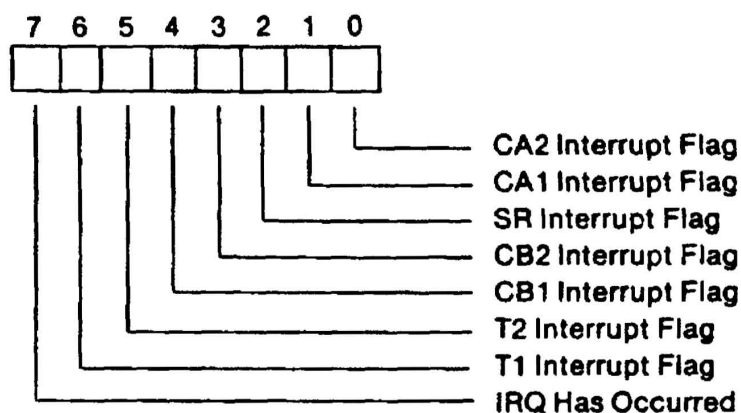 7 6 5 4 3 2 1 0
CA2 Interrupt Flag
CA1 Interrupt Flag
SR Interrupt Flag
CB2 Interrupt Flag
CB1 Interrupt Flag
T2 Interrupt Flag
T1 Interrupt Flag
IRQ Has Occurred